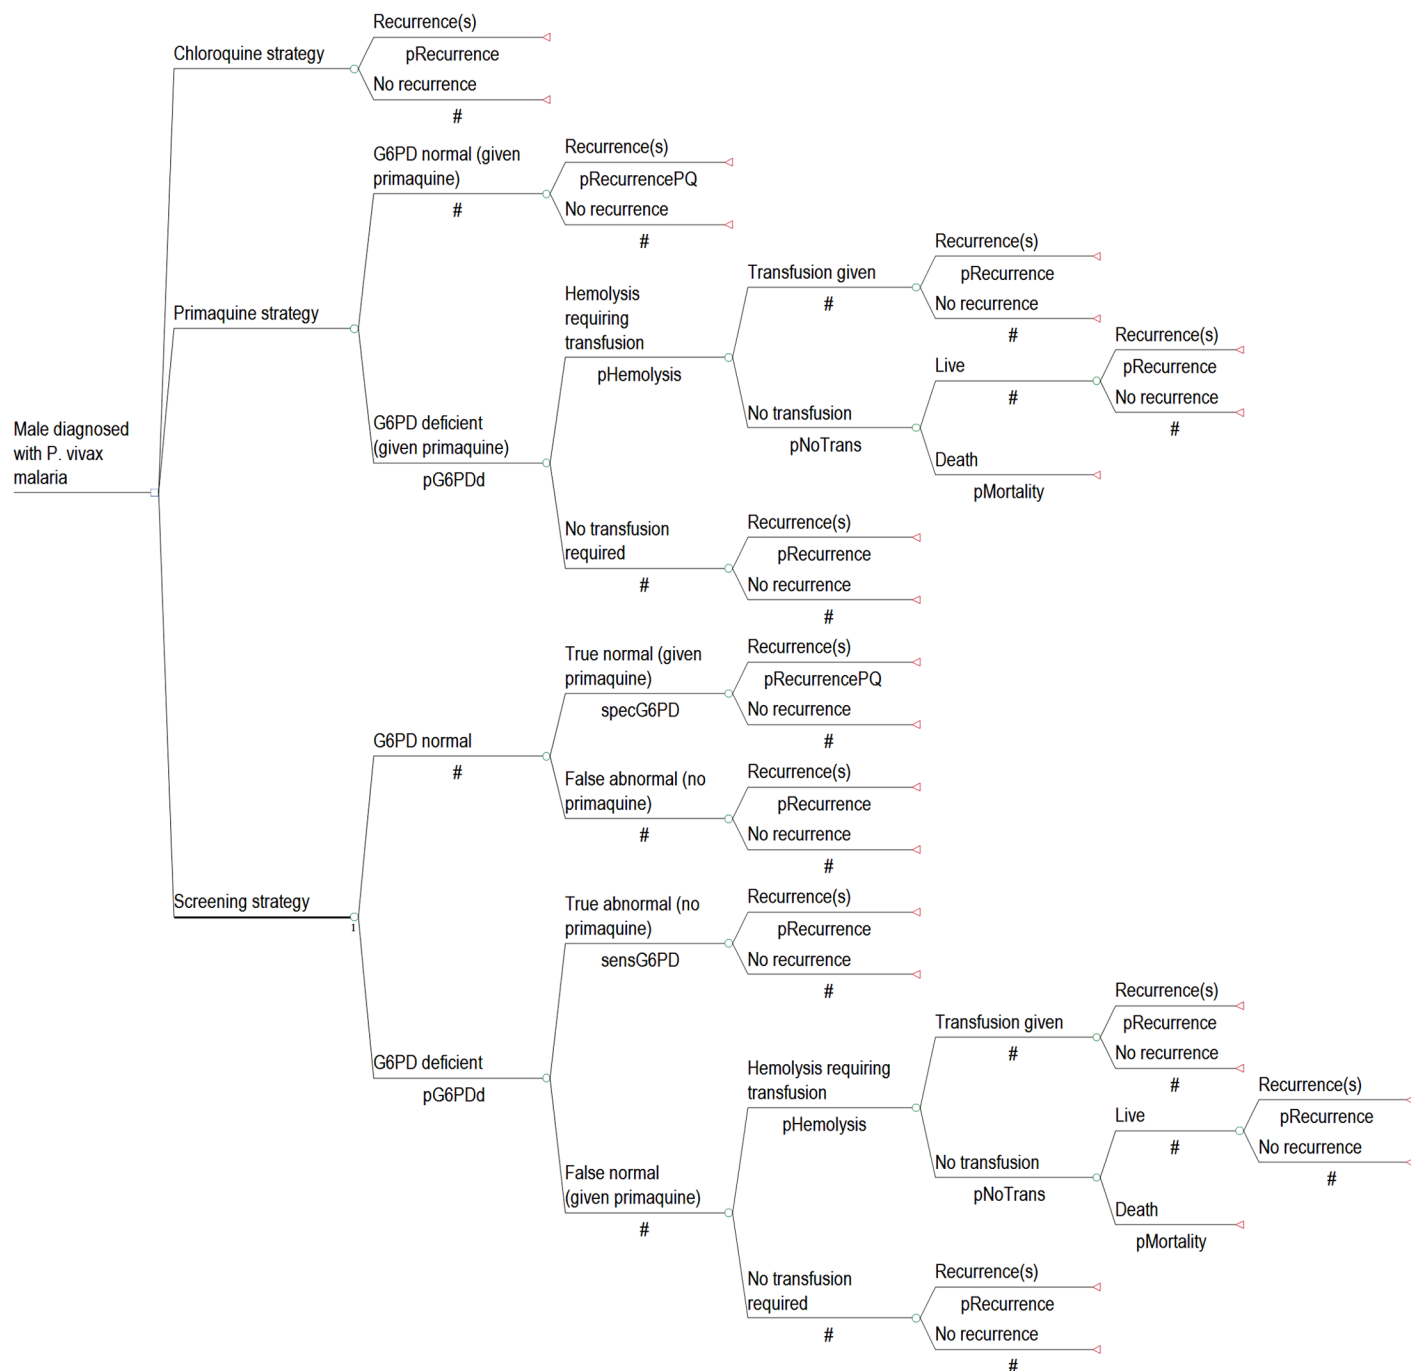 Recurrence(s)
Chloroquine strategy
pRecurrence
No recurrence
#
Recurrence(s)
G6PD normal (given
primaquine)
pRecurrencePQ
#
No recurrence
#
Recurrence(s)
Transfusion given
pRecurrence
#
No recurrence
#
Hemolysis
requiring
transfusion
pHemolysis
Primaquine strategy
Recurrence(s)
Live
pRecurrence
#
No recurrence
#
No transfusion
pNoTrans
Death
pMortality
G6PD deficient
(given primaquine)
pG6PDd
Male diagnosed
with P. vivax
malaria
No transfusion
required
#
Recurrence(s)
pRecurrence
No recurrence
#
True normal (given
primaquine)
specG6PD
Recurrence(s)
pRecurrencePQ
No recurrence
#
G6PD normal
#
False abnormal (no
primaquine)
#
Recurrence(s)
pRecurrence
No recurrence
#
Screening strategy
1
True abnormal (no
primaquine)
sensG6PD
Recurrence(s)
pRecurrence
No recurrence
#
G6PD deficient
pG6PDd
Hemolysis requiring
transfusion
pHemolysis
Transfusion given
#
Recurrence(s)
pRecurrence
No recurrence
#
No transfusion
pNoTrans
Live
#
Recurrence(s)
pRecurrence
No recurrence
#
Death
pMortality
False normal
(given primaquine)
#
No transfusion
required
#
Recurrence(s)
pRecurrence
No recurrence
#